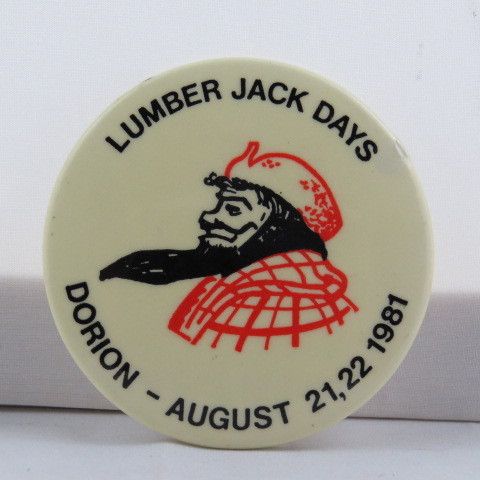 LUMBER JACK DAYS
DORION - AUGUST 21,22 1981